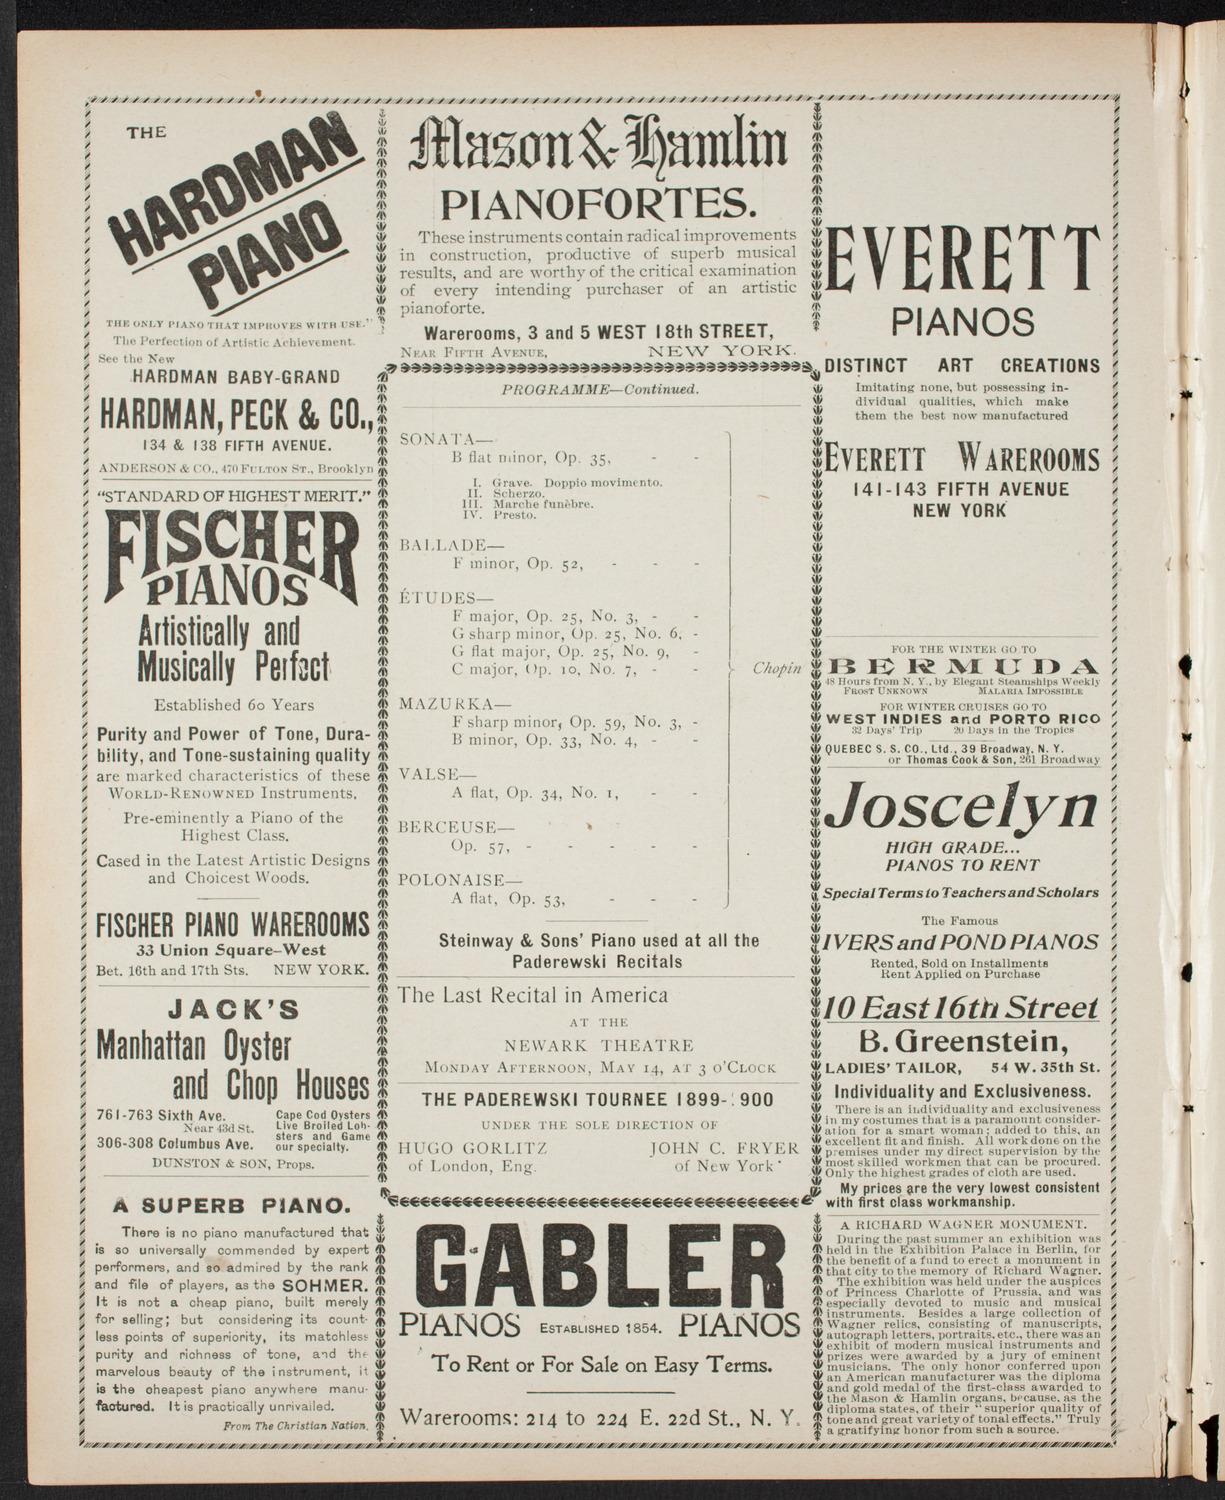 THE
HARDMAN
PIANO
THE ONLY PIANO THAT IMPROVES WITH USE."
The Perfection of Artistic Achievement.
See the New
HARDMAN BABY-GRAND
HARDMAN, PECK & CO.,
134 & 138 FIFTH AVENUE.
ANDERSON & CO., 470 FULTON ST., Brooklyn
"STANDARD OF HIGHEST MERIT."
FISCHER
PIANOS
Artistically and
Musically Perfect
Established 60 Years
Purity and Power of Tone, Dura-
bility, and Tone-sustaining quality
are marked characteristics of these
WORLD-RENOWNED Instruments.
Pre-eminently a Piano of the
Highest Class.
Cased in the Latest Artistic Designs
and Choicest Woods.
FISCHER PIANO WAREROOMS
33 Union Square-West
Bet. 16th and 17th Sts. NEW YORK.
JACK'S
Manhattan Oyster
and Chop Houses
761-763 Sixth Ave.
Near 43d St.
306-308 Columbus Ave.
Cape Cod Oysters
Live Broiled Lob-
sters and Game
our specialty.
DUNSTON & SON, Props.
A SUPERB PIANO.
There is no piano manufactured that
is so universally commended by expert
performers, and so admired by the rank
and file of players, as the SOHMER.
It is not a cheap piano, built merely
for selling; but considering its count-
less points of superiority, its matchless
purity and richness of tone, and the
marvelous beauty of the instrument, it
is the cheapest piano anywhere manu-
factured. It is practically unrivalled.
From The Christian Nation.
Mason & Hamlin
PIANOFORTES.
These instruments contain radical improvements
in construction, productive of superb musical
results, and are worthy of the critical examination
of every intending purchaser of an artistic
pianoforte.
Warerooms, 3 and 5 WEST 18th STREET,
NEAR FIFTH AVENUE, NEW YORK.
PROGRAMME—Continued.
SONATA—
B flat minor, Op. 35, - -
I. Grave. Doppio movimento.
II. Scherzo.
III. Marche funèbre.
IV. Presto.
BALLADE—
F minor, Op. 52, - - -
ÉTUDES—
F major, Op. 25, No. 3, - -
G sharp minor, Op. 25, No. 6, -
G flat major, Op. 25, No. 9, -
C major, Op. 10, No. 7, - -
Chopin
MAZURKA—
F sharp minor, Op. 59, No. 3, -
B minor, Op. 33, No. 4, - -
VALSE—
A flat, Op. 34, No. 1, - -
BERCEUSE—
Op. 57, - - - - -
POLONAISE—
A flat, Op. 53, - - -
Steinway & Sons' Piano used at all the
Paderewski Recitals
The Last Recital in America
AT THE
NEWARK THEATRE
MONDAY AFTERNOON, MAY 14, AT 3 O'CLOCK
THE PADEREWSKI TOURNEE 1899-1900
UNDER THE SOLE DIRECTION OF
HUGO GORLITZ JOHN C. FRYER
of London, Eng. of New York
GABLER
PIANOS ESTABLISHED 1854. PIANOS
To Rent or For Sale on Easy Terms.
Warerooms: 214 to 224 E. 22d St., N. Y.
EVERETT
PIANOS
DISTINCT ART CREATIONS
Imitating none, but possessing in-
dividual qualities, which make
them the best now manufactured
EVERETT WAREROOMS
141-143 FIFTH AVENUE
NEW YORK
FOR THE WINTER GO TO
BERMUDA
48 Hours from N. Y., by Elegant Steamships Weekly
FROST UNKNOWN MALARIA IMPOSSIBLE
FOR WINTER CRUISES GO TO
WEST INDIES and PORTO RICO
32 Days' Trip 20 Days in the Tropics
QUEBEC S. S. CO., Ltd., 39 Broadway, N. Y.
or Thomas Cook & Son, 261 Broadway
Joscelyn
HIGH GRADE...
PIANOS TO RENT
Special Terms to Teachers and Scholars
The Famous
IVERS and POND PIANOS
Rented, Sold on Installments
Rent Applied on Purchase
10 East 16th Street
B. Greenstein,
LADIES' TAILOR, 54 W. 35th St.
Individuality and Exclusiveness.
There is an individuality and exclusiveness
in my costumes that is a paramount consider-
ation for a smart woman; added to this, an
excellent fit and finish. All work done on the
premises under my direct supervision by the
most skilled workmen that can be procured.
Only the highest grades of cloth are used.
My prices are the very lowest consistent
with first class workmanship.
A RICHARD WAGNER MONUMENT.
During the past summer an exhibition was
held in the Exhibition Palace in Berlin, for
the benefit of a fund to erect a monument in
that city to the memory of Richard Wagner.
The exhibition was held under the auspices
of Princess Charlotte of Prussia, and was
especially devoted to music and musical
instruments. Besides a large collection of
Wagner relics, consisting of manuscripts,
autograph letters, portraits, etc., there was an
exhibit of modern musical instruments and
prizes were awarded by a jury of eminent
musicians. The only honor conferred upon
an American manufacturer was the diploma
and gold medal of the first-class awarded to
the Mason & Hamlin organs, because, as the
diploma states, of their "superior quality of
tone and great variety of tonal effects." Truly
a gratifying honor from such a source.